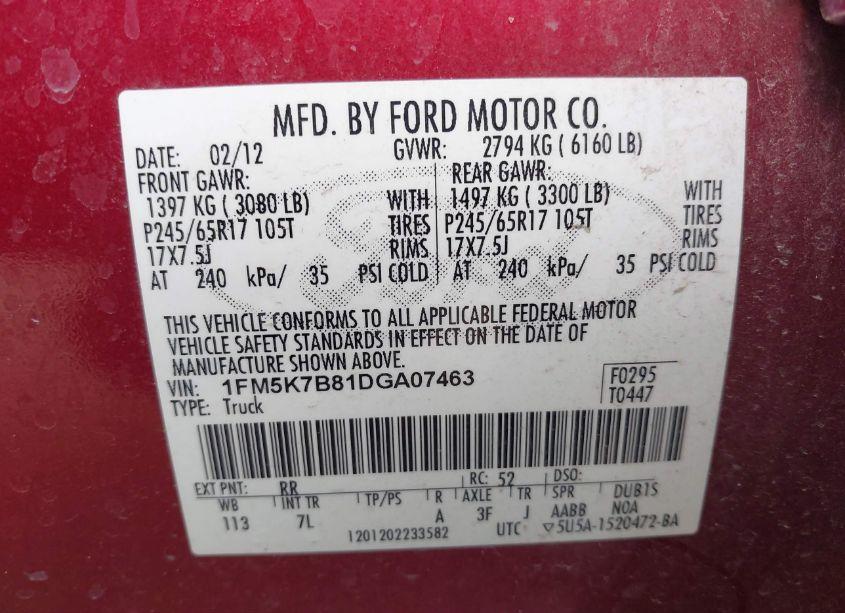 MFD. BY FORD MOTOR CO.
DATE: 02/12 GVWR: 2794 KG ( 6160 LB)
FRONT GAWR: REAR GAWR:
1397 KG ( 3080 LB) WITH 1497 KG ( 3300 LB) WITH
P245/65R17 105T TIRES P245/65R17 105T TIRES
17X7.5J RIMS 17X7.5J RIMS
AT 240 kPa/ 35 PSI COLD AT 240 kPa/ 35 PSI COLD
THIS VEHICLE CONFORMS TO ALL APPLICABLE FEDERAL MOTOR
VEHICLE SAFETY STANDARDS IN EFFECT ON THE DATE OF
MANUFACTURE SHOWN ABOVE.
VIN: 1FM5K7B81DGA07463 F0295
TYPE: Truck T0447
EXT PNT: RR RC: 52 DSO:
WB INT TR TP/PS R AXLE TR SPR DUB1S
113 7L A 3F J AABB NOA
1201202233582 UTC ▽5U5A-1520472-BA
Ford